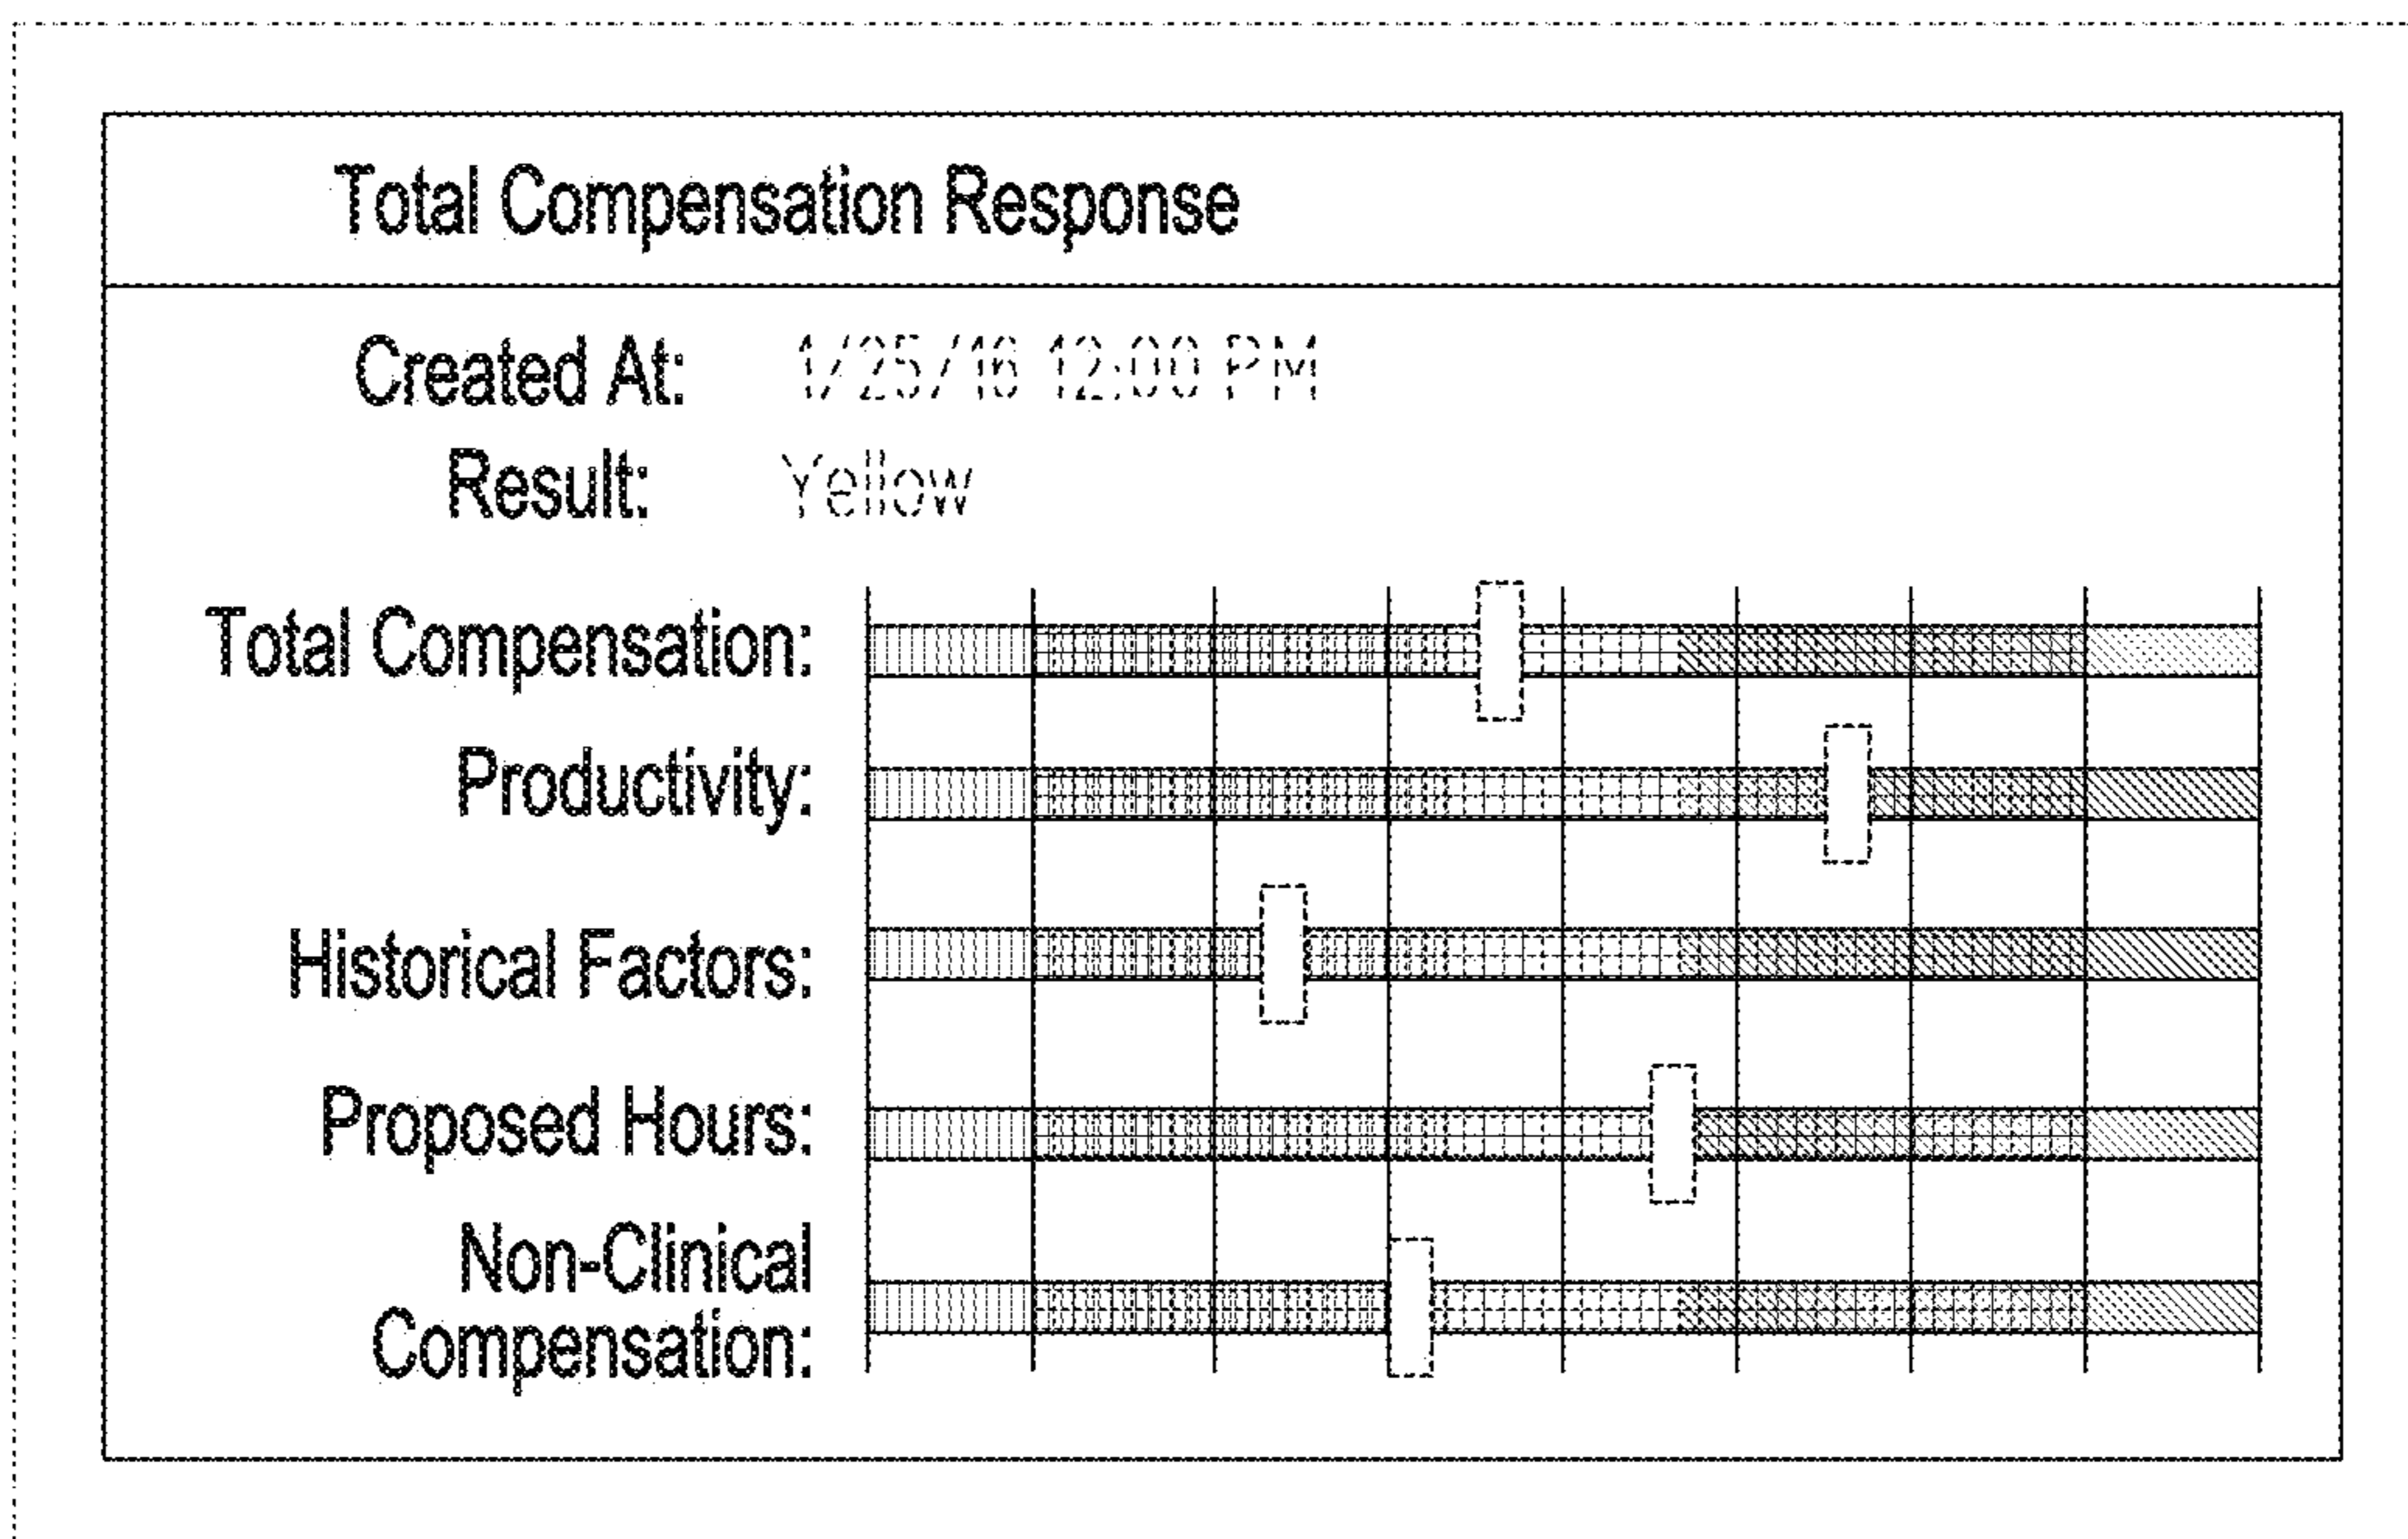 Total Compensation Response
Created At: 1/25/16 12:00 PM
Result: Yellow
Total Compensation:
Productivity:
Historical Factors:
Proposed Hours:
Non-Clinical
Compensation: